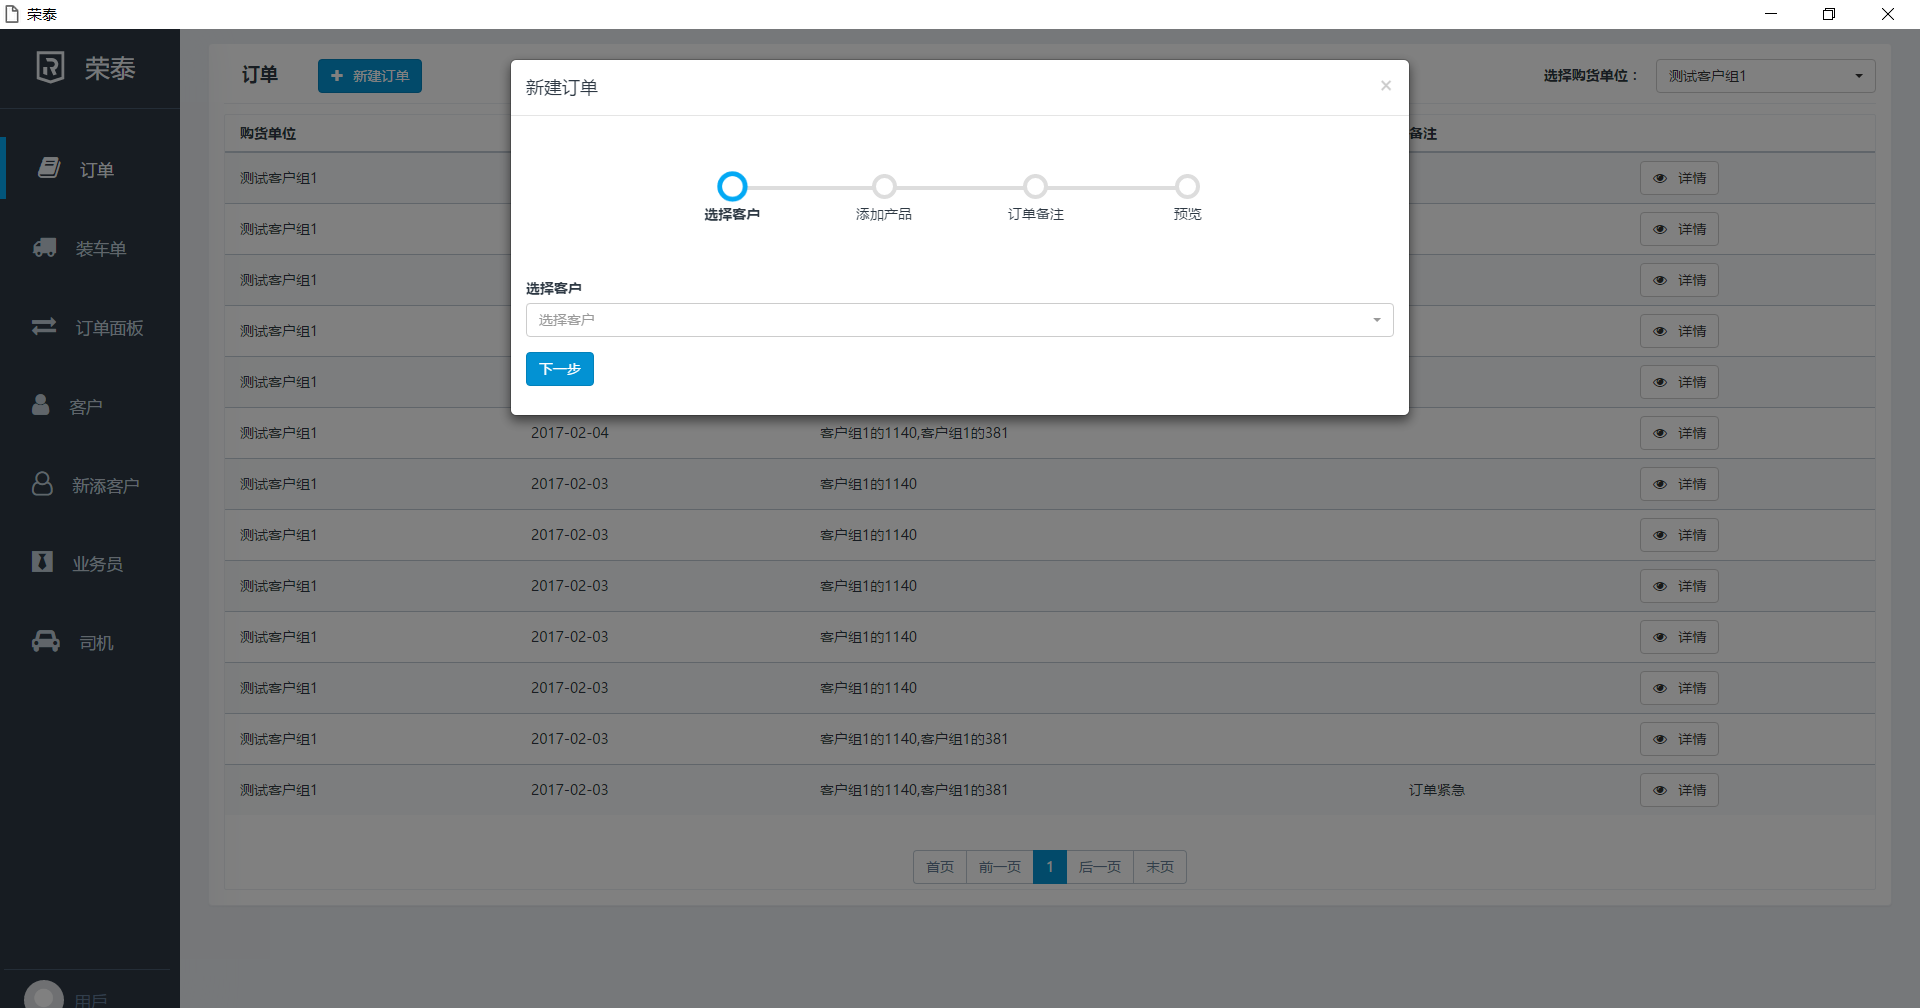 荣泰
荣泰
订单
装车单
订单面板
客户
新添客户
业务员
司机
用戶
订单
新建订单
选择购货单位：
测试客户组1
新建订单
×
选择客户
添加产品
订单备注
预览
选择客户
选择客户
下一步
购货单位 备注
测试客户组1 详情
测试客户组1 详情
测试客户组1 详情
测试客户组1 详情
测试客户组1 详情
测试客户组1 2017-02-04 客户组1的1140,客户组1的381 详情
测试客户组1 2017-02-03 客户组1的1140 详情
测试客户组1 2017-02-03 客户组1的1140 详情
测试客户组1 2017-02-03 客户组1的1140 详情
测试客户组1 2017-02-03 客户组1的1140 详情
测试客户组1 2017-02-03 客户组1的1140 详情
测试客户组1 2017-02-03 客户组1的1140,客户组1的381 详情
测试客户组1 2017-02-03 客户组1的1140,客户组1的381 订单紧急 详情
首页 前一页 1 后一页 末页